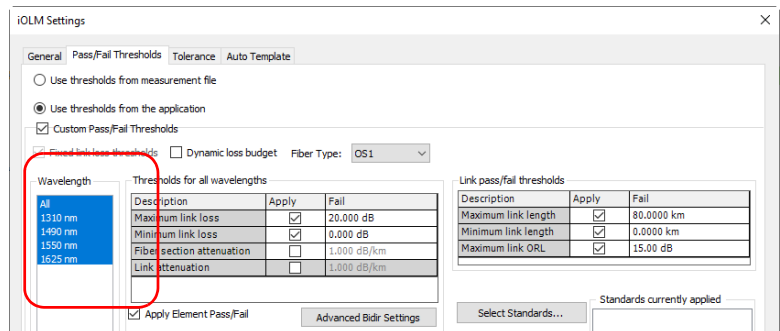 iOLM Settings
General Pass/Fail Thresholds Tolerance Auto Template
Use thresholds from measurement file
Use thresholds from the application
Custom Pass/Fail Thresholds
Fixed link loss thresholds Dynamic loss budget Fiber Type: OS1
Wavelength
All
1310 nm
1490 nm
1550 nm
1625 nm
Thresholds for all wavelengths
Description Apply Fail
Maximum link loss 20.000 dB
Minimum link loss 0.000 dB
Fiber section attenuation 1.000 dB/km
Link attenuation 1.000 dB/km
Apply Element Pass/Fail Advanced Bidir Settings
Link pass/fail thresholds
Description Apply Fail
Maximum link length 80.0000 km
Minimum link length 0.0000 km
Maximum link ORL 15.00 dB
Select Standards...
Standards currently applied